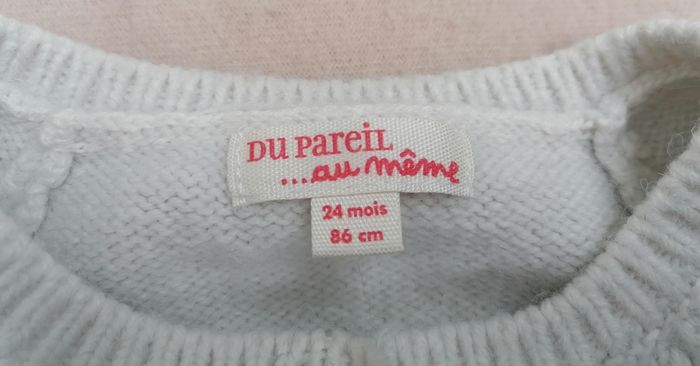 DU PAREIL
...au même
24 mois
86 cm